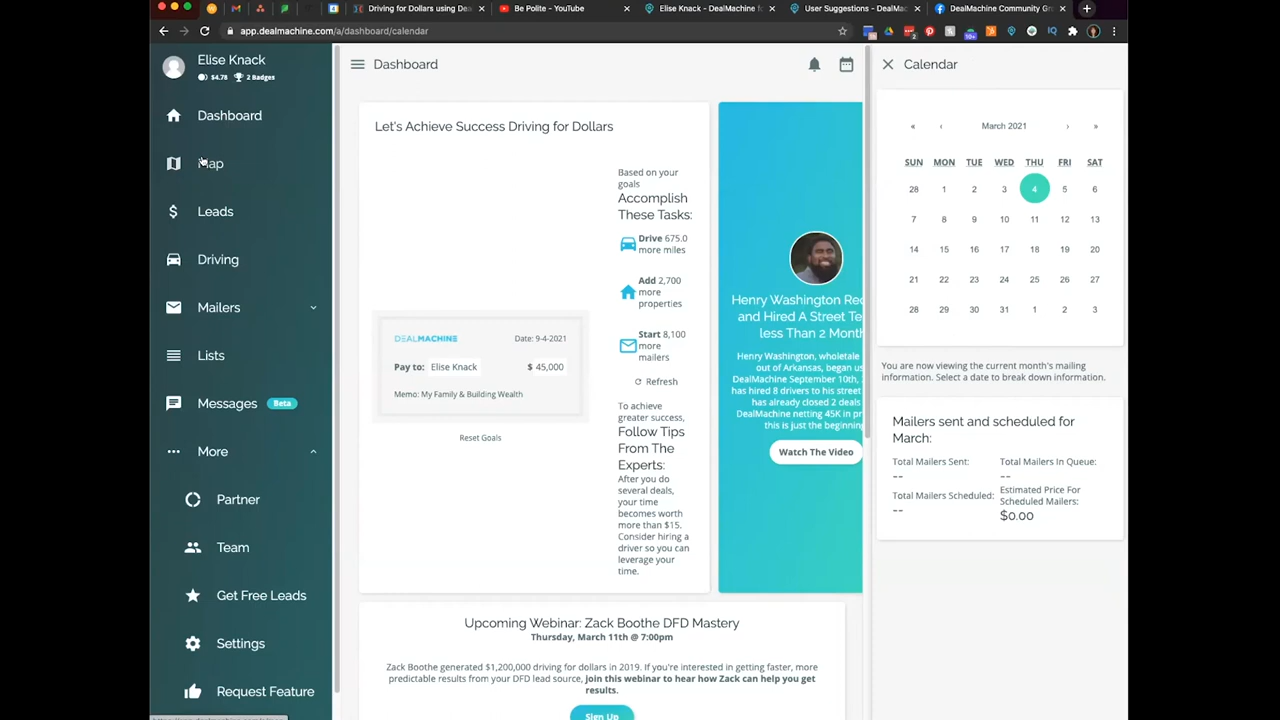 Driving for Dollars using Dea
Be Polite - YouTube
Elise Knack - DealMachine for
User Suggestions - DealMac
DealMachine Community Gro
app.dealmachine.com/a/dashboard/calendar
Elise Knack
$4.78 2 Badges
Dashboard
Map
Leads
Driving
Mailers
Lists
Messages Beta
More
Partner
Team
Get Free Leads
Settings
Request Feature
Dashboard
Let's Achieve Success Driving for Dollars
DEALMACHINE Date: 9-4-2021
Pay to: Elise Knack $ 45,000
Memo: My Family & Building Wealth
Reset Goals
Based on your
goals
Accomplish
These Tasks:
Drive 675.0
more miles
Add 2,700
more
properties
Start 8,100
more
mailers
Refresh
To achieve
greater success,
Follow Tips
From The
Experts:
After you do
several deals,
your time
becomes worth
more than $15.
Consider hiring a
driver so you can
leverage your
time.
Henry Washington Rec
and Hired A Street Te
less Than 2 Month
Henry Washington, wholetale
out of Arkansas, began us
DealMachine September 10th,
has hired 8 drivers to his street
has already closed 2 deals
DealMachine netting 45K in pr
this is just the beginning
Watch The Video
Upcoming Webinar: Zack Boothe DFD Mastery
Thursday, March 11th @ 7:00pm
Zack Boothe generated $1,200,000 driving for dollars in 2019. If you're interested in getting faster, more
predictable results from your DFD lead source, join this webinar to hear how Zack can help you get
results.
Sign Up
Calendar
« ‹ March 2021 › »
SUN MON TUE WED THU FRI SAT
28 1 2 3 4 5 6
7 8 9 10 11 12 13
14 15 16 17 18 19 20
21 22 23 24 25 26 27
28 29 30 31 1 2 3
You are now viewing the current month's mailing
information. Select a date to break down information.
Mailers sent and scheduled for
March:
Total Mailers Sent: Total Mailers In Queue:
-- --
Total Mailers Scheduled: Estimated Price For
Scheduled Mailers:
-- $0.00